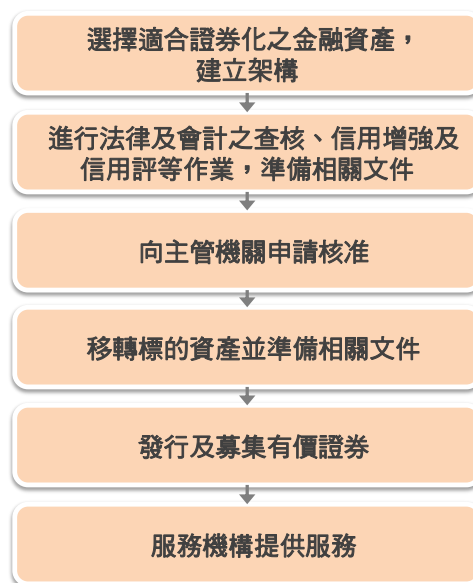 選擇適合證券化之金融資產，
建立架構
進行法律及會計之查核、信用增強及
信用評等作業，準備相關文件
向主管機關申請核准
移轉標的資產並準備相關文件
發行及募集有價證券
服務機構提供服務